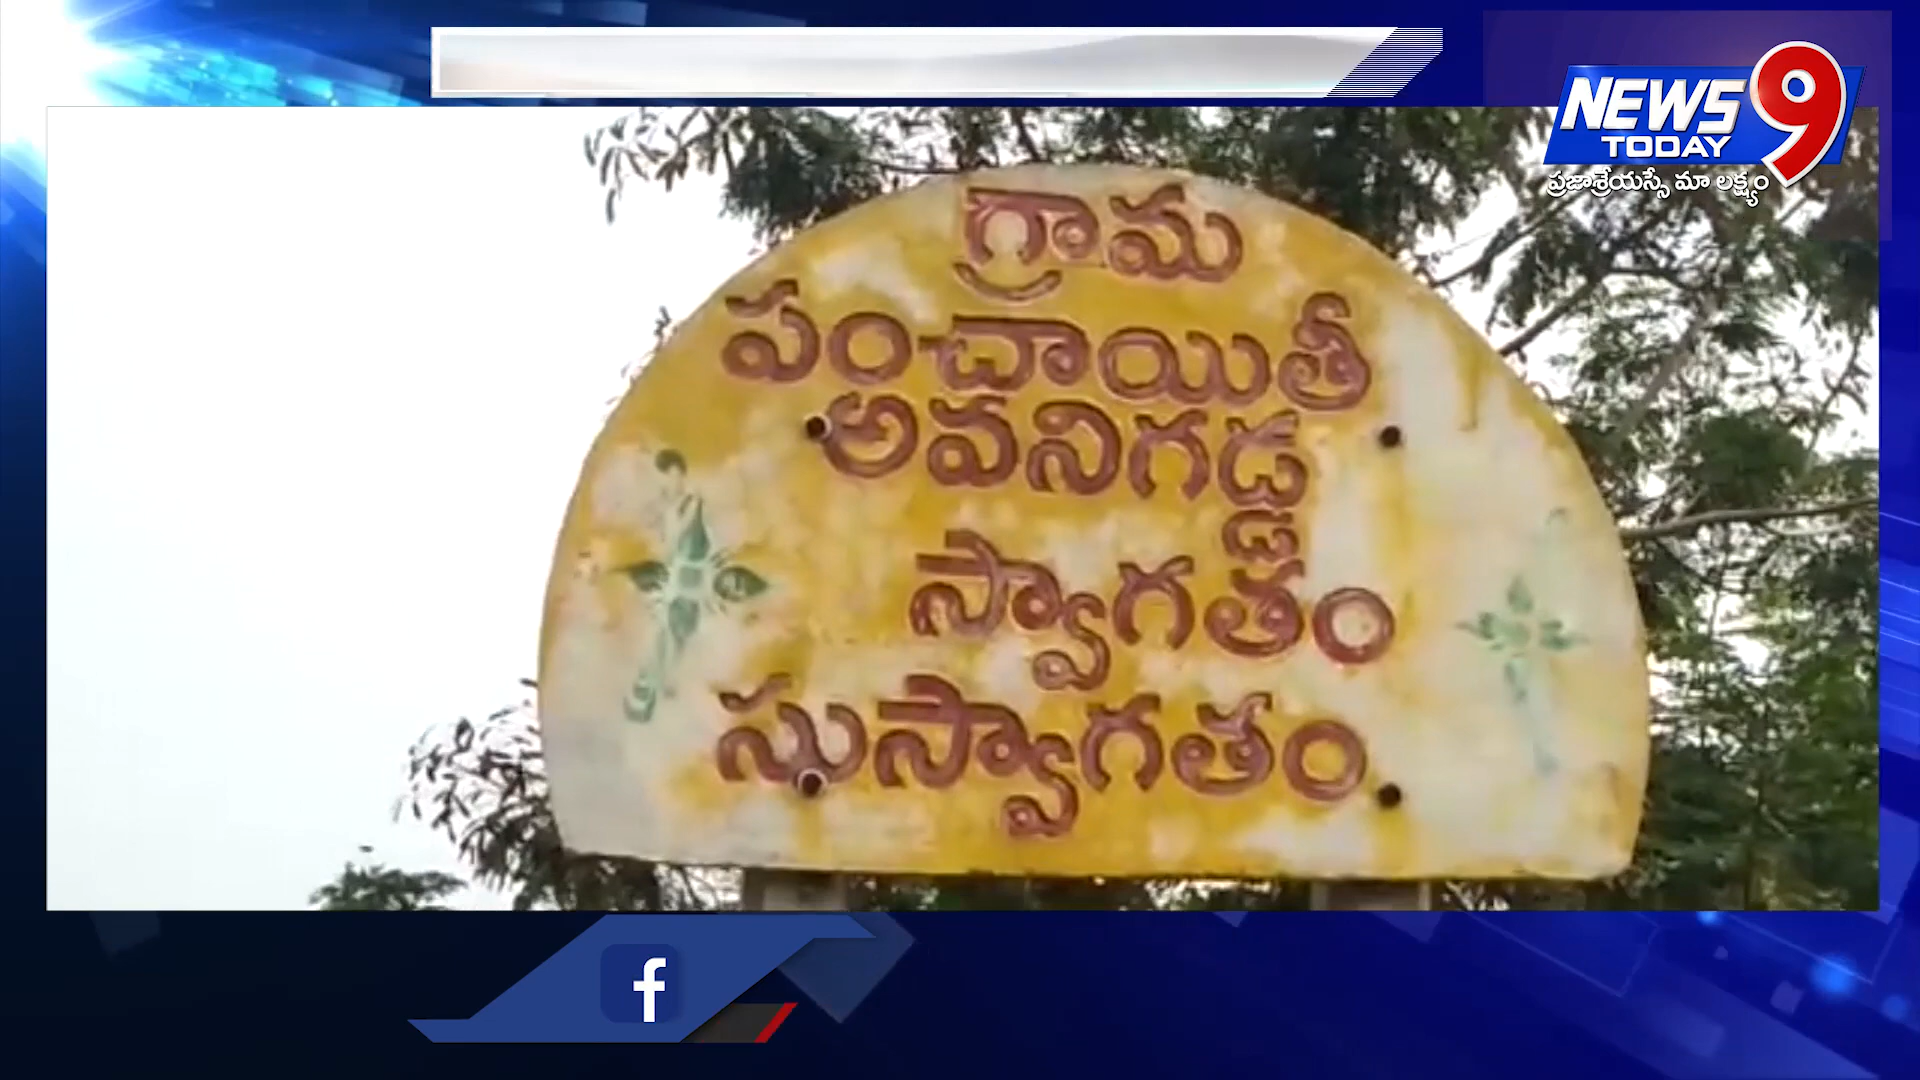 NEWS 9
TODAY
ప్రజాశ్రేయస్సే మా లక్ష్యం
గ్రామ
పంచాయితీ
అవనిగడ్డ
స్వాగతం
సుస్వాగతం.
f